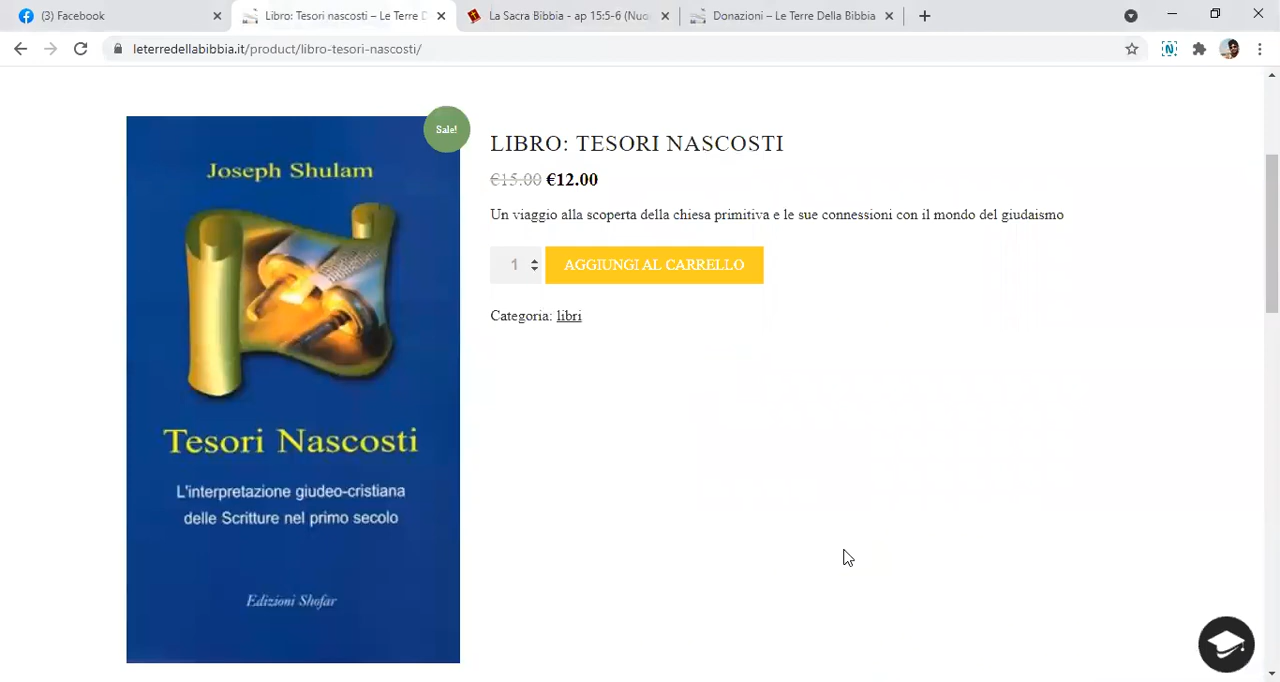 (3) Facebook
Libro: Tesori nascosti – Le Terre D
La Sacra Bibbia - ap 15:5-6 (Nuo
Donazioni – Le Terre Della Bibbia
leterredellabibbia.it/product/libro-tesori-nascosti/
Sale!
Joseph Shulam
Tesori Nascosti
L'interpretazione giudeo-cristiana
delle Scritture nel primo secolo
Edizioni Shofar
LIBRO: TESORI NASCOSTI
€15.00 €12.00
Un viaggio alla scoperta della chiesa primitiva e le sue connessioni con il mondo del giudaismo
1
AGGIUNGI AL CARRELLO
Categoria: libri